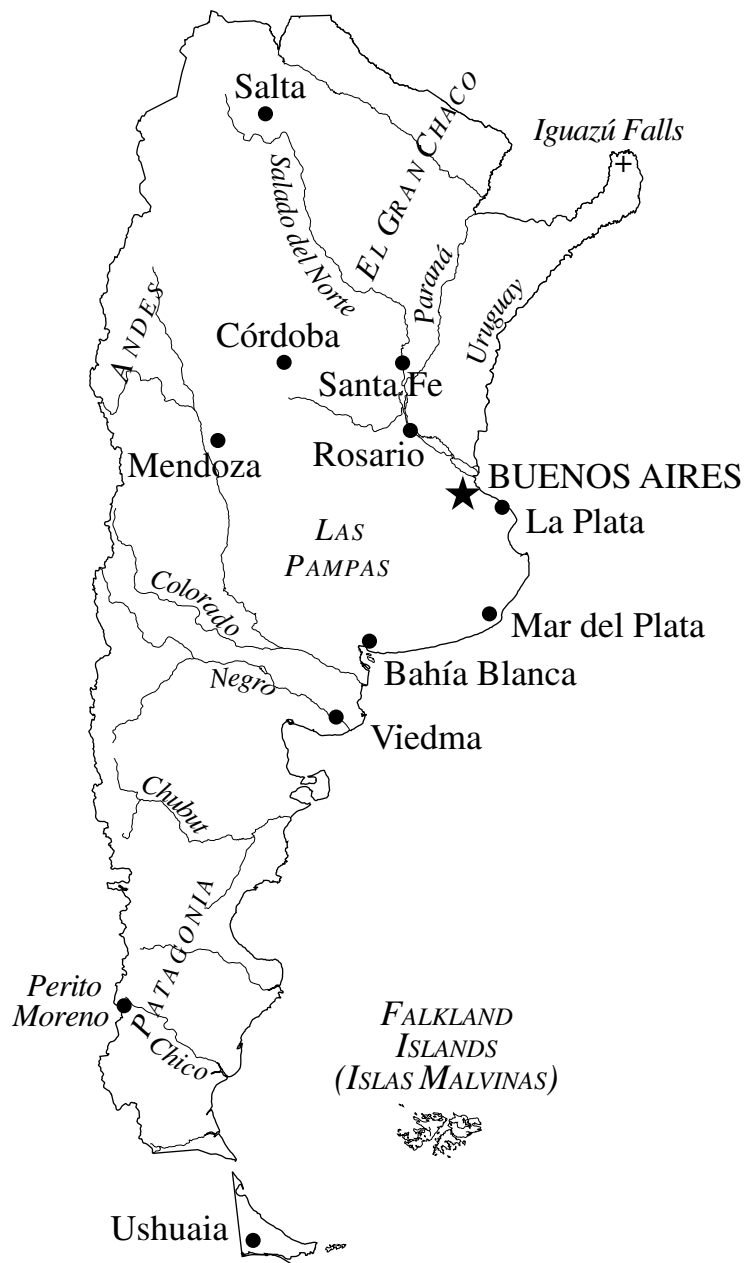 Salta
Iguazú Falls
EL GRAN CHACO
Salado del Norte
Paraná
Uruguay
ANDES
Córdoba
Santa Fe
Mendoza
Rosario
BUENOS AIRES
La Plata
LAS
PAMPAS
Colorado
Mar del Plata
Bahía Blanca
Negro
Viedma
Chubut
PATAGONIA
Perito
Moreno
Chico
FALKLAND
ISLANDS
(ISLAS MALVINAS)
Ushuaia